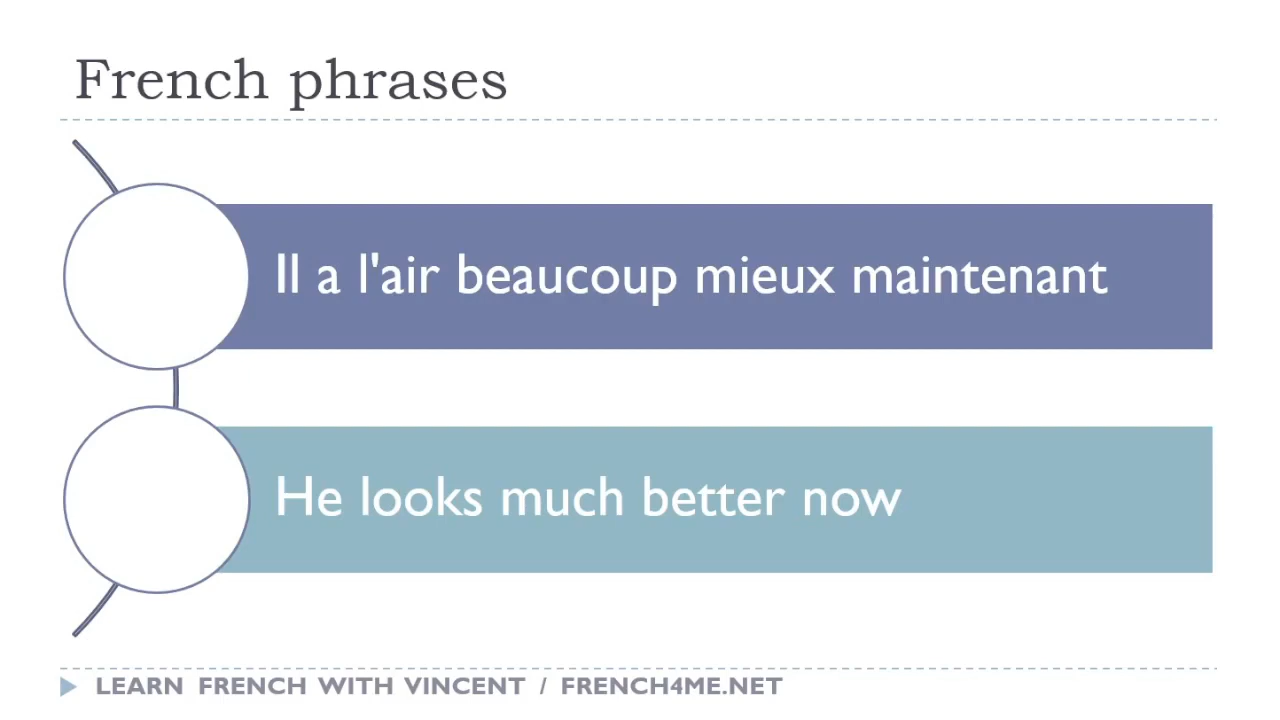 French phrases
Il a l'air beaucoup mieux maintenant
He looks much better now
LEARN FRENCH WITH VINCENT / FRENCH4ME.NET